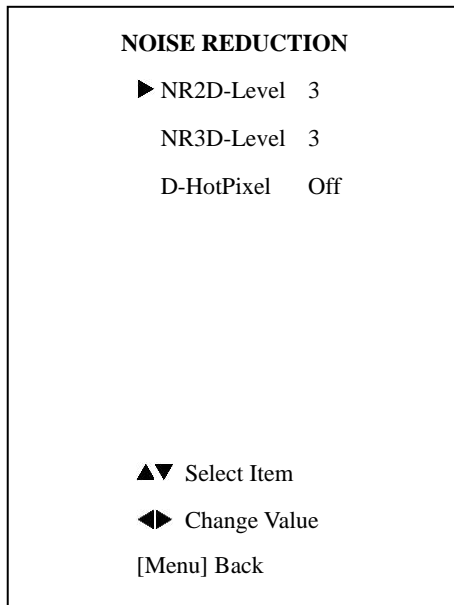 NOISE REDUCTION
▶ NR2D-Level 3
NR3D-Level 3
D-HotPixel Off
▲▼ Select Item
◀▶ Change Value
[Menu] Back